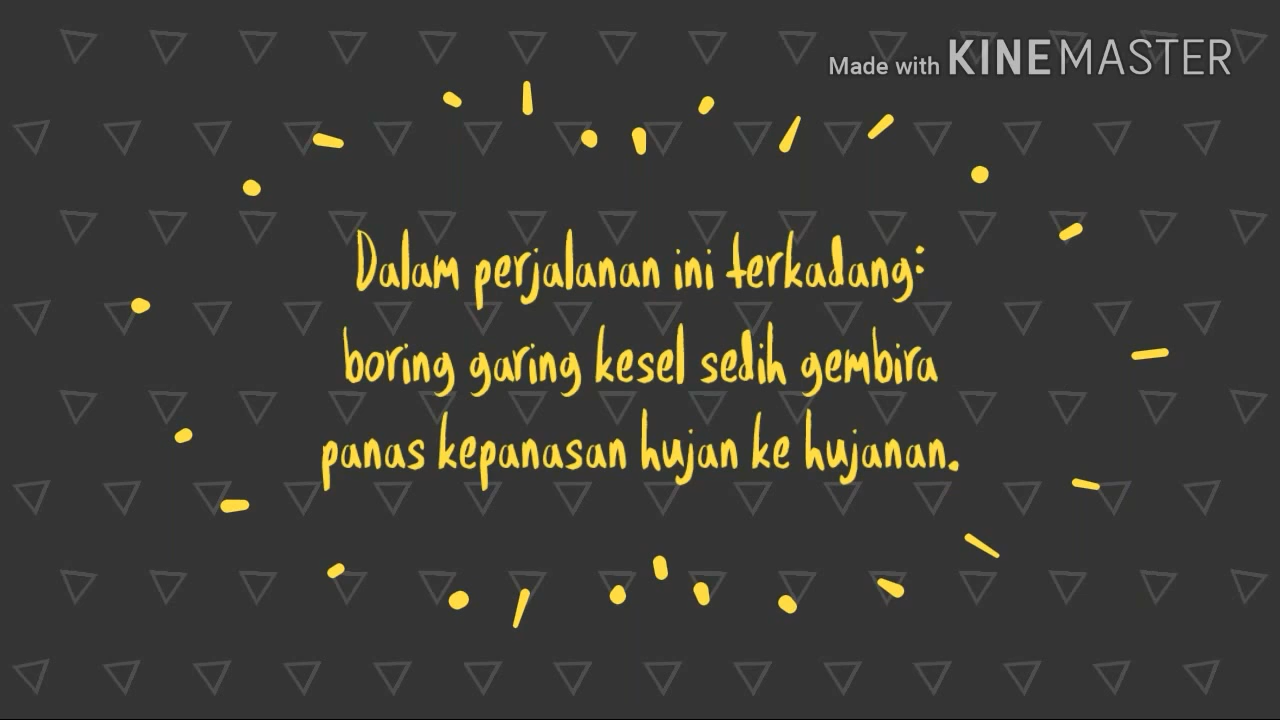 Made with KINEMASTER
Dalam perjalanan ini terkadang:
boring garing kesel sedih gembira
panas kepanasan hujan ke hujanan.